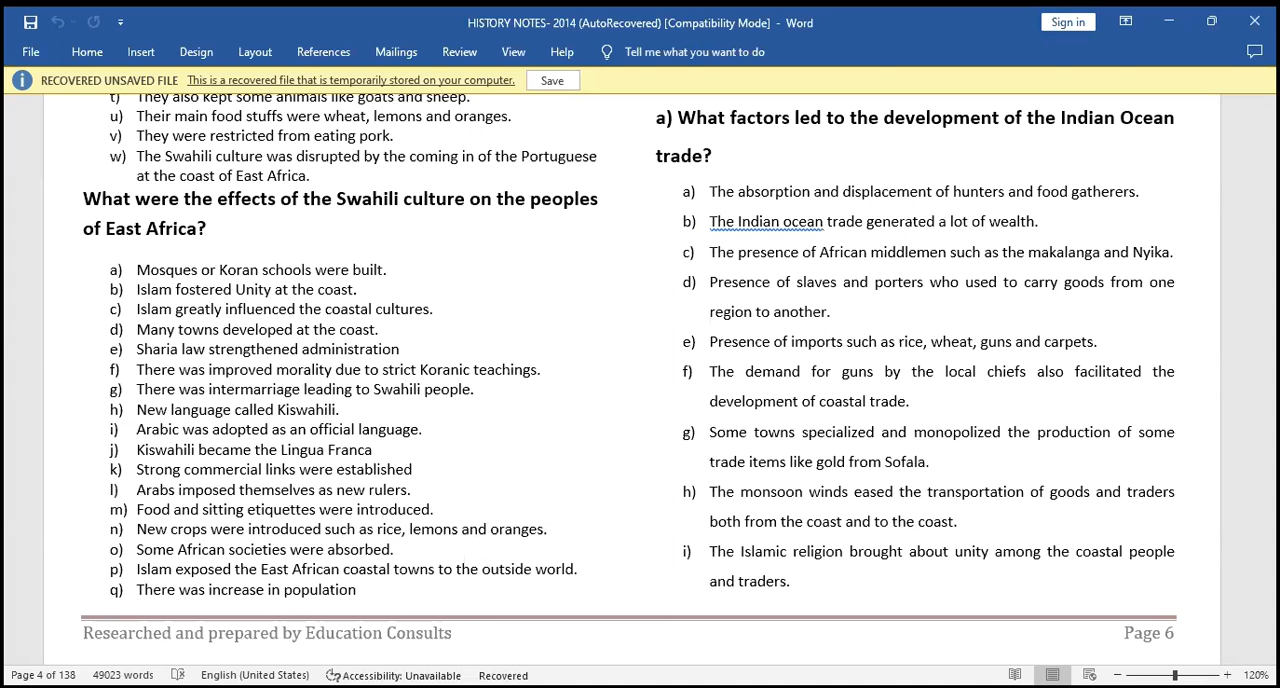 HISTORY NOTES- 2014 (AutoRecovered) [Compatibility Mode] - Word
Sign in
File Home Insert Design Layout References Mailings Review View Help Tell me what you want to do
RECOVERED UNSAVED FILE This is a recovered file that is temporarily stored on your computer. Save
t) They also kept some animals like goats and sheep.
u) Their main food stuffs were wheat, lemons and oranges.
v) They were restricted from eating pork.
w) The Swahili culture was disrupted by the coming in of the Portuguese
at the coast of East Africa.
What were the effects of the Swahili culture on the peoples
of East Africa?
a) Mosques or Koran schools were built.
b) Islam fostered Unity at the coast.
c) Islam greatly influenced the coastal cultures.
d) Many towns developed at the coast.
e) Sharia law strengthened administration
f) There was improved morality due to strict Koranic teachings.
g) There was intermarriage leading to Swahili people.
h) New language called Kiswahili.
i) Arabic was adopted as an official language.
j) Kiswahili became the Lingua Franca
k) Strong commercial links were established
l) Arabs imposed themselves as new rulers.
m) Food and sitting etiquettes were introduced.
n) New crops were introduced such as rice, lemons and oranges.
o) Some African societies were absorbed.
p) Islam exposed the East African coastal towns to the outside world.
q) There was increase in population
a) What factors led to the development of the Indian Ocean
trade?
a) The absorption and displacement of hunters and food gatherers.
b) The Indian ocean trade generated a lot of wealth.
c) The presence of African middlemen such as the makalanga and Nyika.
d) Presence of slaves and porters who used to carry goods from one
region to another.
e) Presence of imports such as rice, wheat, guns and carpets.
f) The demand for guns by the local chiefs also facilitated the
development of coastal trade.
g) Some towns specialized and monopolized the production of some
trade items like gold from Sofala.
h) The monsoon winds eased the transportation of goods and traders
both from the coast and to the coast.
i) The Islamic religion brought about unity among the coastal people
and traders.
Researched and prepared by Education Consults Page 6
Page 4 of 138 49023 words English (United States) Accessibility: Unavailable Recovered 120%